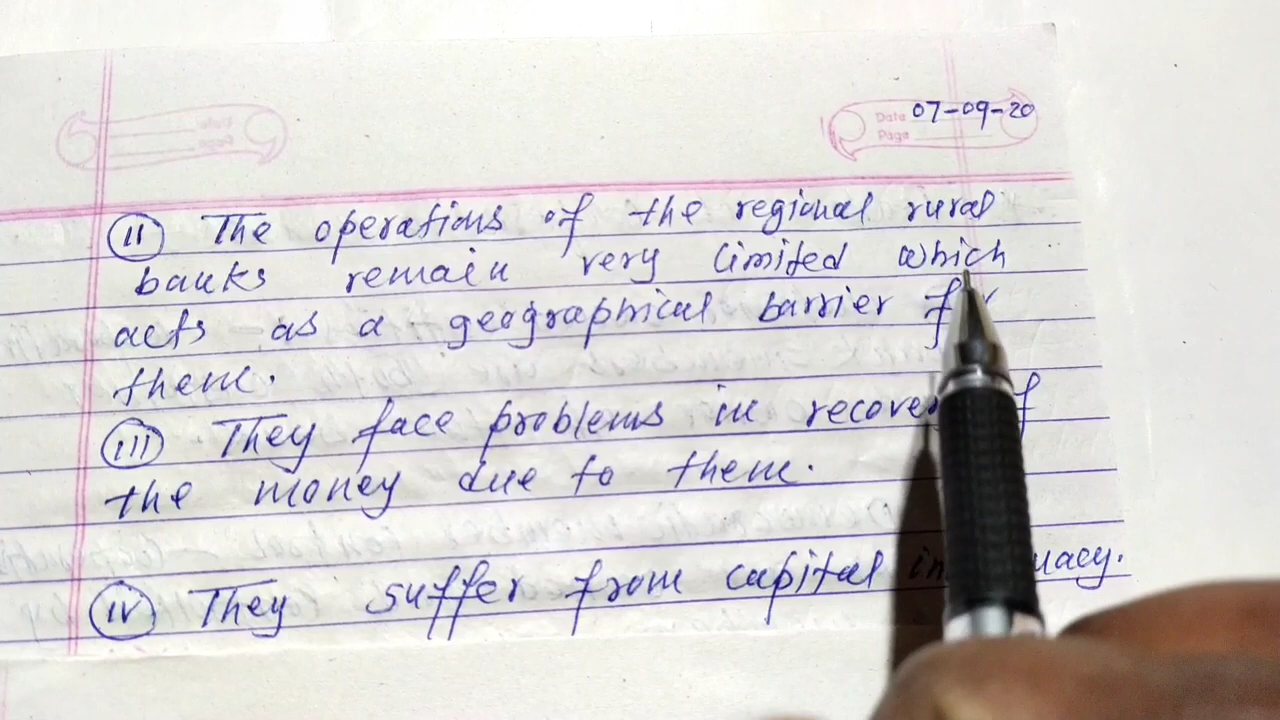 Date 07-09-20
Page
(II) The operations of the regional rural
banks remain very limited which
acts as a geographical barrier
them.
(III) They face problems in
the money due to them.
(IV) They suffer from capital